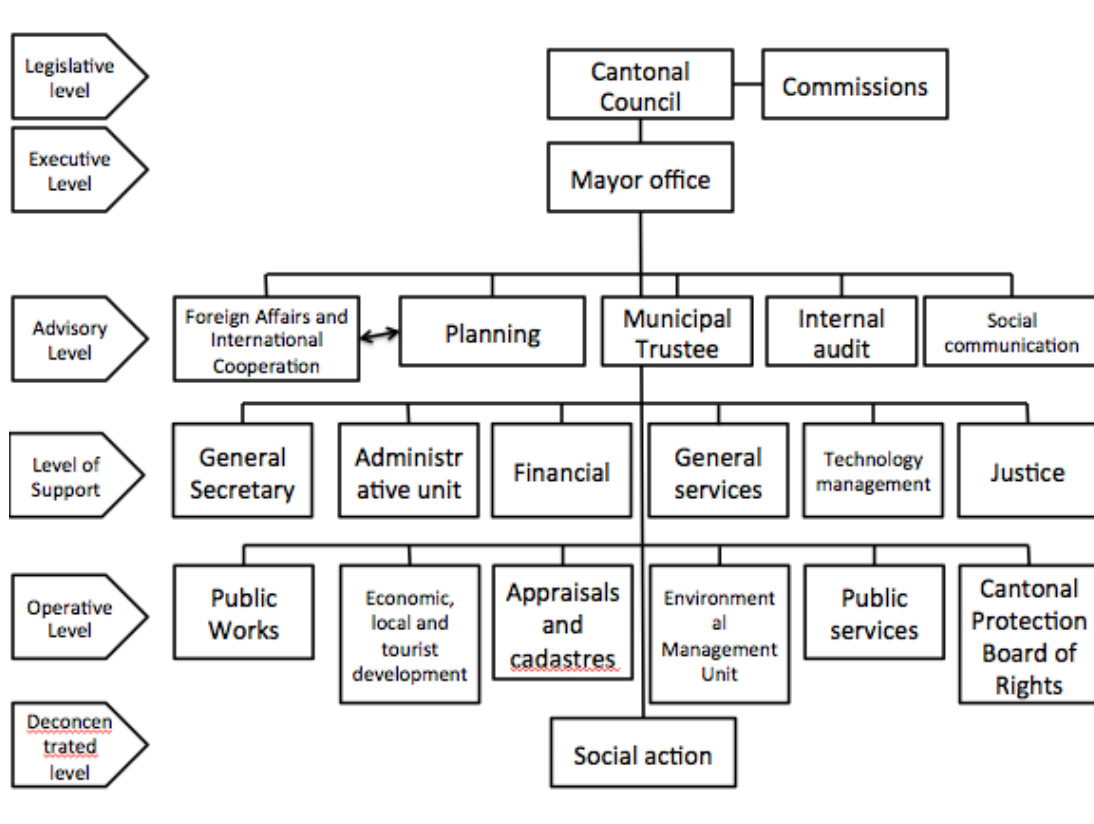 Legislative
level
Cantonal
Council
Commissions
Executive
Level
Mayor office
Advisory
Level
Foreign Affairs and
International
Cooperation
Planning
Municipal
Trustee
Internal
audit
Social
communication
Level of
Support
General
Secretary
Administr
ative unit
Financial
General
services
Technology
management
Justice
Operative
Level
Public
Works
Economic,
local and
tourist
development
Appraisals
and
cadastres
Environment
al
Management
Unit
Public
services
Cantonal
Protection
Board of
Rights
Deconcen
trated
level
Social action